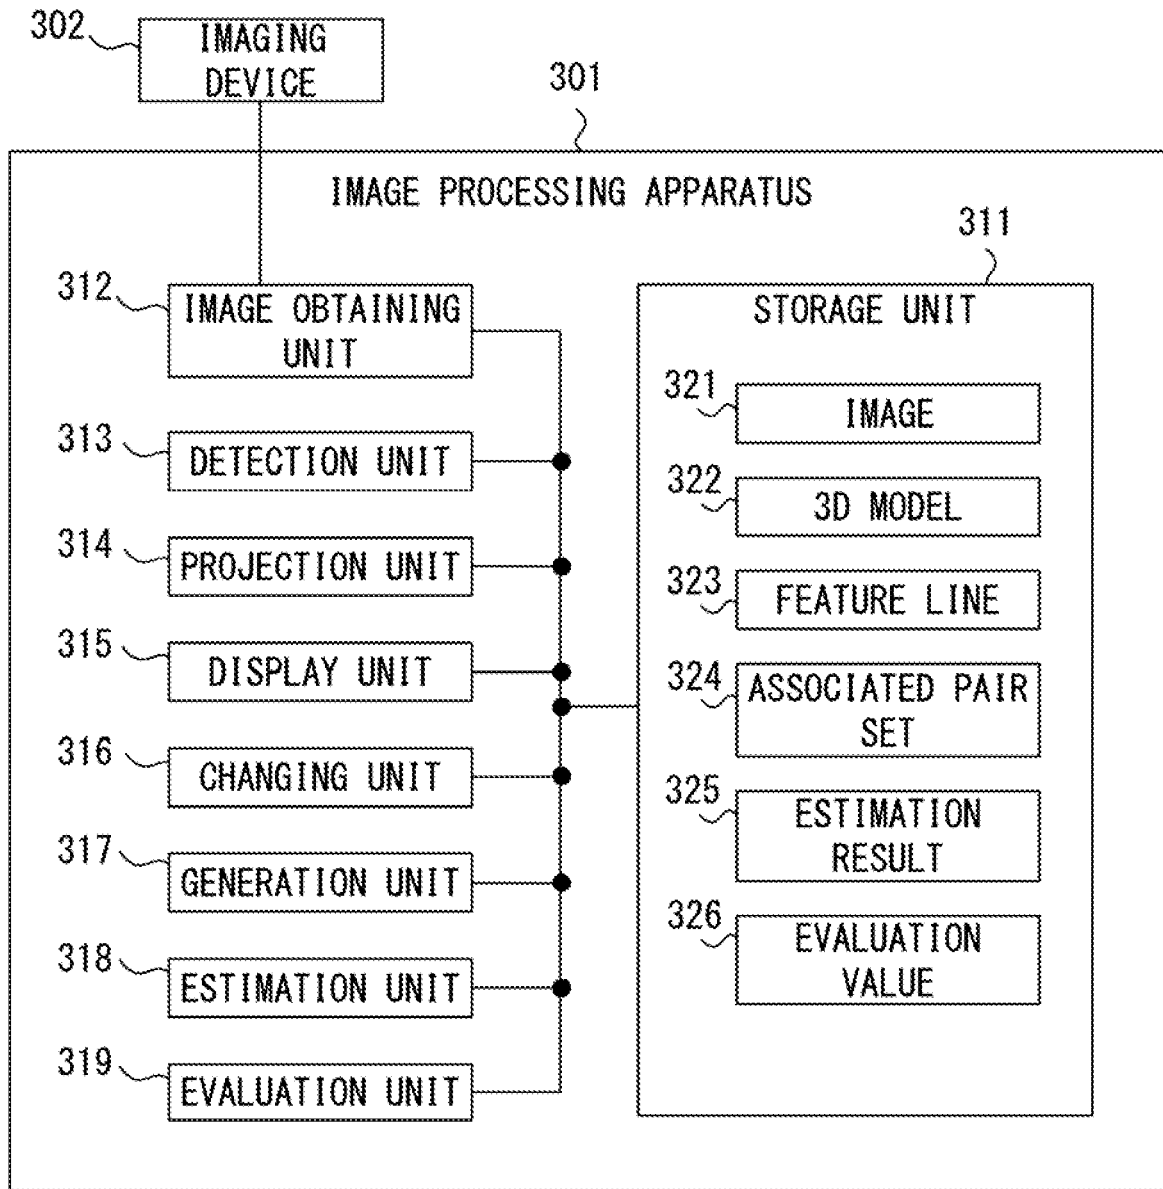 302
IMAGING
DEVICE
301
IMAGE PROCESSING APPARATUS
312
IMAGE OBTAINING
UNIT
313
DETECTION UNIT
314
PROJECTION UNIT
315
DISPLAY UNIT
316
CHANGING UNIT
317
GENERATION UNIT
318
ESTIMATION UNIT
319
EVALUATION UNIT
311
STORAGE UNIT
321
IMAGE
322
3D MODEL
323
FEATURE LINE
324
ASSOCIATED PAIR
SET
325
ESTIMATION
RESULT
326
EVALUATION
VALUE